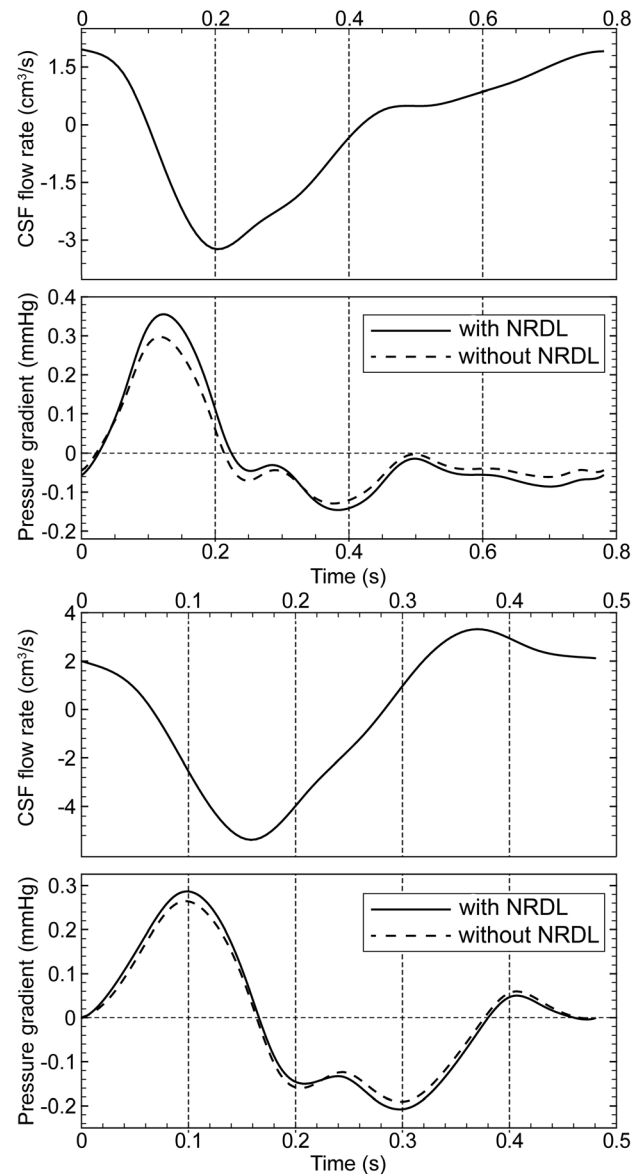 0 0.2 0.4 0.6 0.8
CSF flow rate (cm³/s)
1.5
0
-1.5
-3
Pressure gradient (mmHg)
0.4
0.3
0.2
0.1
0
-0.1
-0.2
with NRDL
without NRDL
0 0.2 0.4 0.6 0.8
Time (s)
0 0.1 0.2 0.3 0.4 0.5
CSF flow rate (cm³/s)
4
2
0
-2
-4
Pressure gradient (mmHg)
0.3
0.2
0.1
0
-0.1
-0.2
with NRDL
without NRDL
0 0.1 0.2 0.3 0.4 0.5
Time (s)